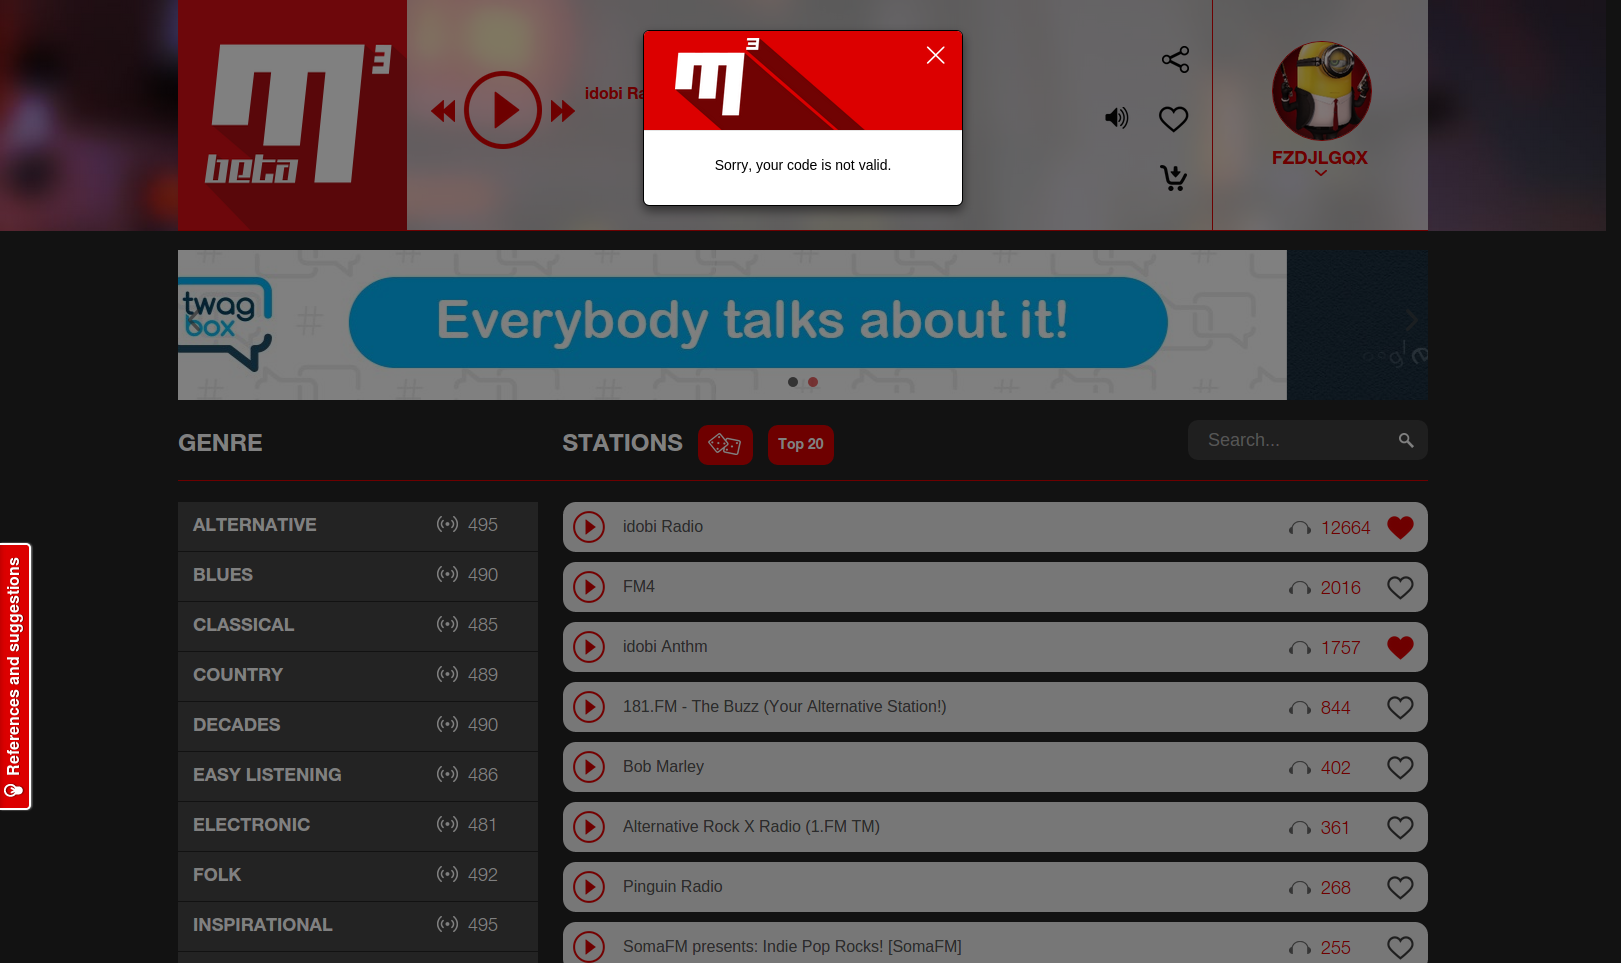 m3
beta
idobi Ra
m3
Sorry, your code is not valid.
FZDJLGQX
twag
box
Everybody talks about it!
GENRE
STATIONS
Top 20
Search...
ALTERNATIVE 495
BLUES 490
CLASSICAL 485
COUNTRY 489
DECADES 490
EASY LISTENING 486
ELECTRONIC 481
FOLK 492
INSPIRATIONAL 495
idobi Radio 12664
FM4 2016
idobi Anthm 1757
181.FM - The Buzz (Your Alternative Station!) 844
Bob Marley 402
Alternative Rock X Radio (1.FM TM) 361
Pinguin Radio 268
SomaFM presents: Indie Pop Rocks! [SomaFM] 255
References and suggestions